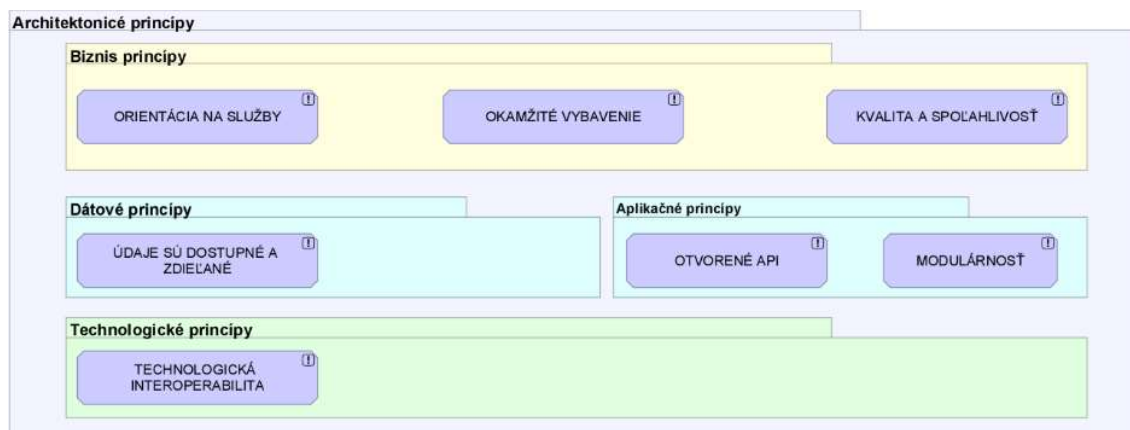 Architektonicé princípy
Biznis princípy
ORIENTÁCIA NA SLUŽBY
OKAMŽITÉ VYBAVENIE
KVALITA A SPOĽAHLIVOSŤ
Dátové princípy
ÚDAJE SÚ DOSTUPNÉ A
ZDIEĽANÉ
Aplikačné princípy
OTVORENÉ API
MODULÁRNOSŤ
Technologické princípy
TECHNOLOGICKÁ
INTEROPERABILITA